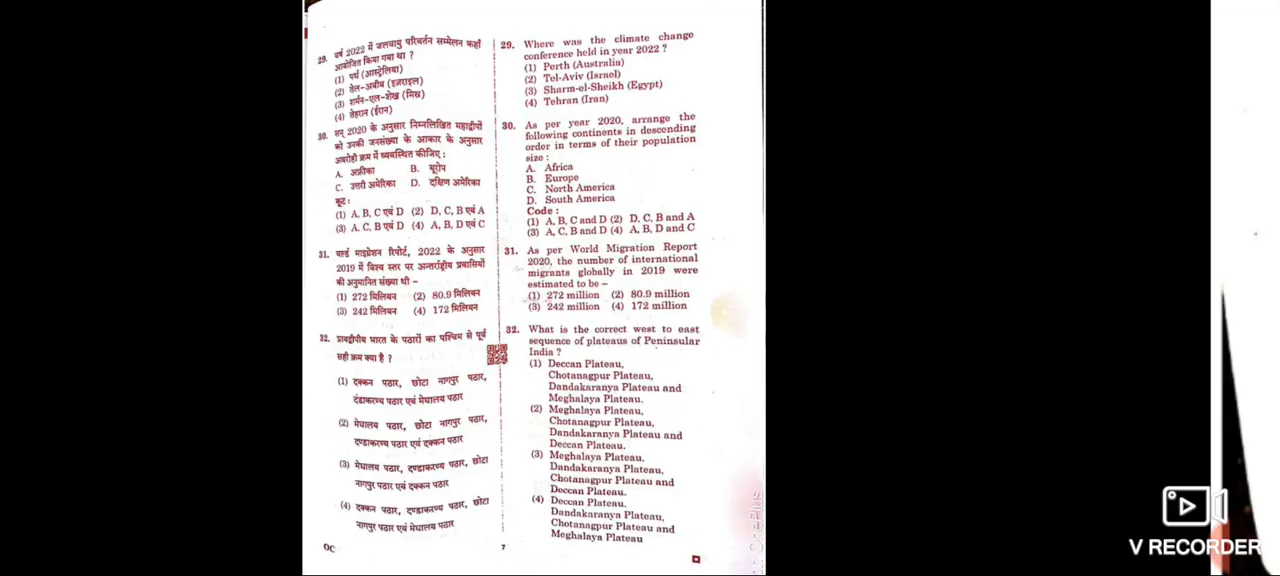 29. वर्ष 2022 में जलवायु परिवर्तन सम्मेलन कहाँ
आयोजित किया गया था ?
(1) पर्थ (आस्ट्रेलिया)
(2) तेल-अबीब (इज़राइल)
(3) शर्मन-एल-शेख (मिस्र)
(4) तेहरान (ईरान)
30. सन् 2020 के अनुसार निम्नलिखित महाद्वीपों
को उनकी जनसंख्या के आकार के अनुसार
अवरोही क्रम में व्यवस्थित कीजिए :
A. अफ्रीका B. यूरोप
C. उत्तरी अमेरिका D. दक्षिण अमेरिका
कूट :
(1) A, B, C एवं D (2) D, C, B एवं A
(3) A, C, B एवं D (4) A, B, D एवं C
31. वर्ल्ड माइग्रेशन रिपोर्ट, 2022 के अनुसार
2019 में विश्व स्तर पर अन्तर्राष्ट्रीय प्रवासियों
की अनुमानित संख्या थी –
(1) 272 मिलियन (2) 80.9 मिलियन
(3) 242 मिलियन (4) 172 मिलियन
32. प्रायद्वीपीय भारत के पठारों का पश्चिम से पूर्व
सही क्रम क्या है ?
(1) दक्कन पठार, छोटा नागपुर पठार,
दंडाकरण्य पठार एवं मेघालय पठार
(2) मेघालय पठार, छोटा नागपुर पठार,
दण्डाकरण्य पठार एवं दक्कन पठार
(3) मेघालय पठार, दण्डाकरण्य पठार, छोटा
नागपुर पठार एवं दक्कन पठार
(4) दक्कन पठार, दण्डाकरण्य पठार, छोटा
नागपुर पठार एवं मेघालय पठार
OC
29. Where was the climate change
conference held in year 2022 ?
(1) Perth (Australia)
(2) Tel-Aviv (Israel)
(3) Sharm-el-Sheikh (Egypt)
(4) Tehran (Iran)
30. As per year 2020, arrange the
following continents in descending
order in terms of their population
size :
A. Africa
B. Europe
C. North America
D. South America
Code :
(1) A, B, C and D (2) D, C, B and A
(3) A, C, B and D (4) A, B, D and C
31. As per World Migration Report
2020, the number of international
migrants globally in 2019 were
estimated to be –
(1) 272 million (2) 80.9 million
(3) 242 million (4) 172 million
32. What is the correct west to east
sequence of plateaus of Peninsular
India ?
(1) Deccan Plateau,
Chotanagpur Plateau,
Dandakaranya Plateau and
Meghalaya Plateau.
(2) Meghalaya Plateau,
Chotanagpur Plateau,
Dandakaranya Plateau and
Deccan Plateau.
(3) Meghalaya Plateau,
Dandakaranya Plateau,
Chotanagpur Plateau and
Deccan Plateau.
(4) Deccan Plateau,
Dandakaranya Plateau,
Chotanagpur Plateau and
Meghalaya Plateau
7
V RECORDER